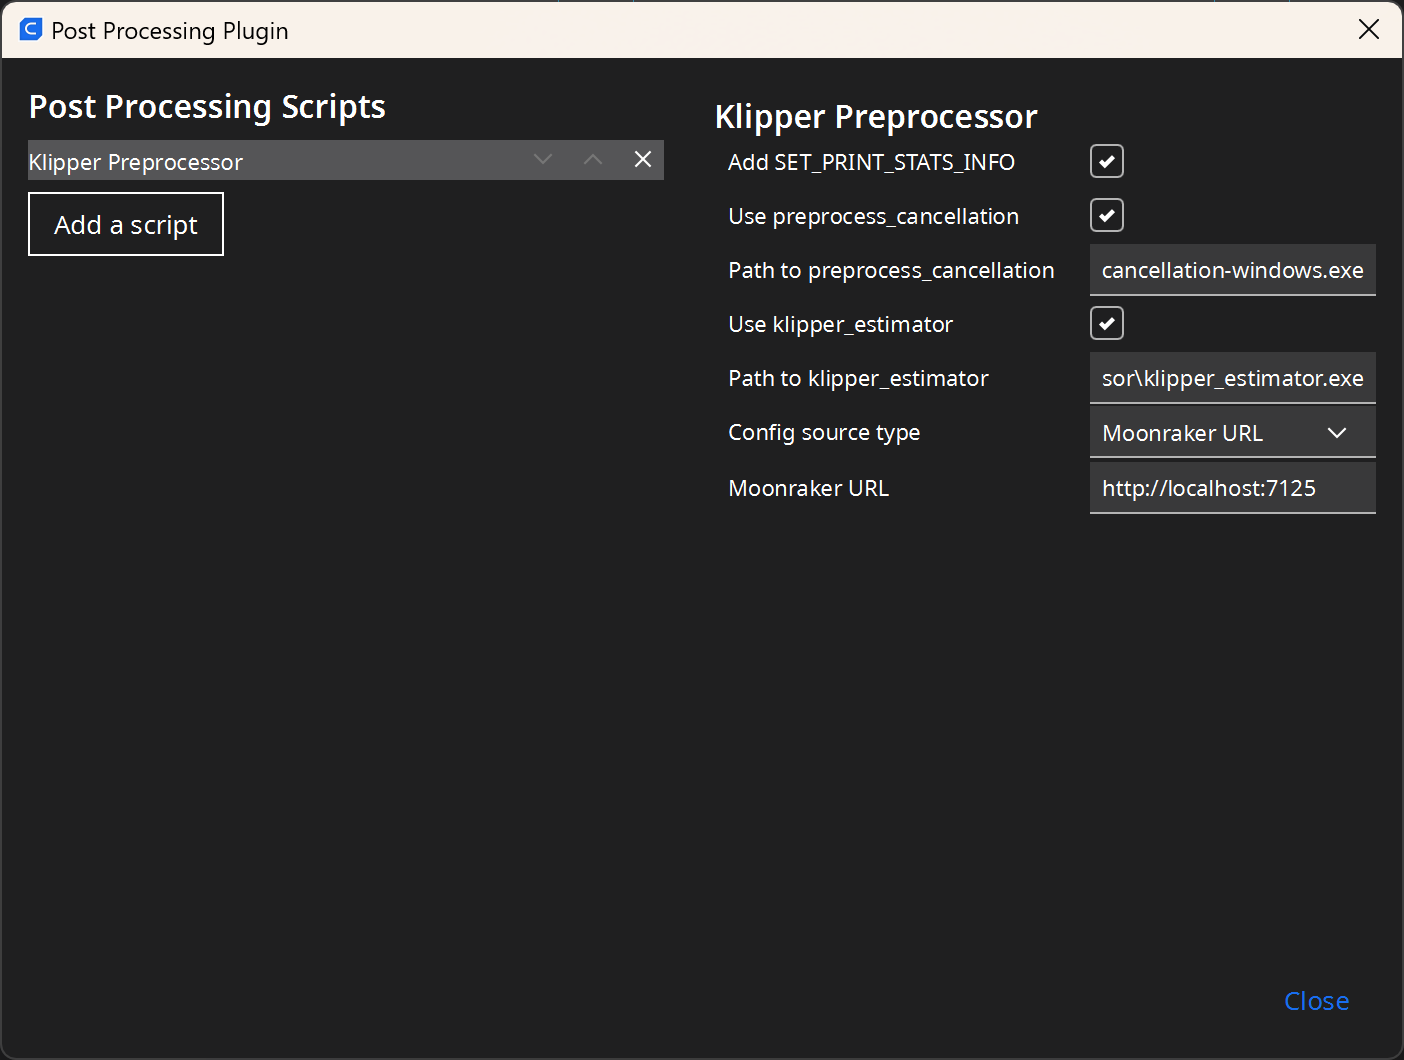 Post Processing Plugin
Post Processing Scripts
Klipper Preprocessor
Add a script
Klipper Preprocessor
Add SET_PRINT_STATS_INFO
Use preprocess_cancellation
Path to preprocess_cancellation cancellation-windows.exe
Use klipper_estimator
Path to klipper_estimator sor\klipper_estimator.exe
Config source type Moonraker URL
Moonraker URL http://localhost:7125
Close